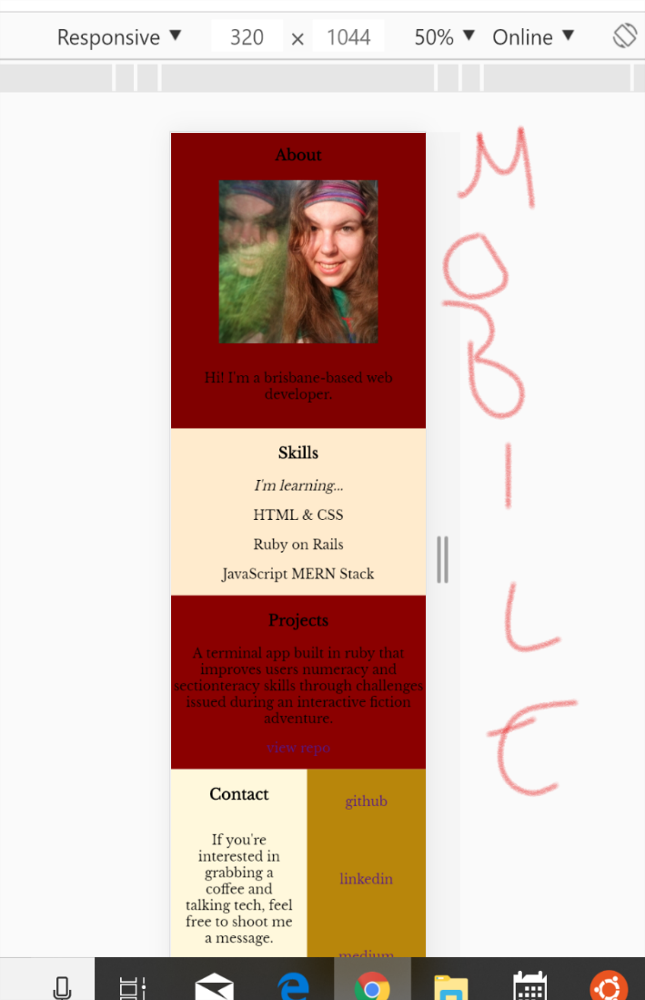 Responsive ▼ 320 × 1044 50% ▼ Online ▼
About
Hi! I'm a brisbane-based web
developer.
Skills
I'm learning...
HTML & CSS
Ruby on Rails
JavaScript MERN Stack
Projects
A terminal app built in ruby that
improves users numeracy and
sectionteracy skills through challenges
issued during an interactive fiction
adventure.
view repo
Contact
If you're
interested in
grabbing a
coffee and
talking tech, feel
free to shoot me
a message.
github
linkedin
medium
M
O
B
I
L
E